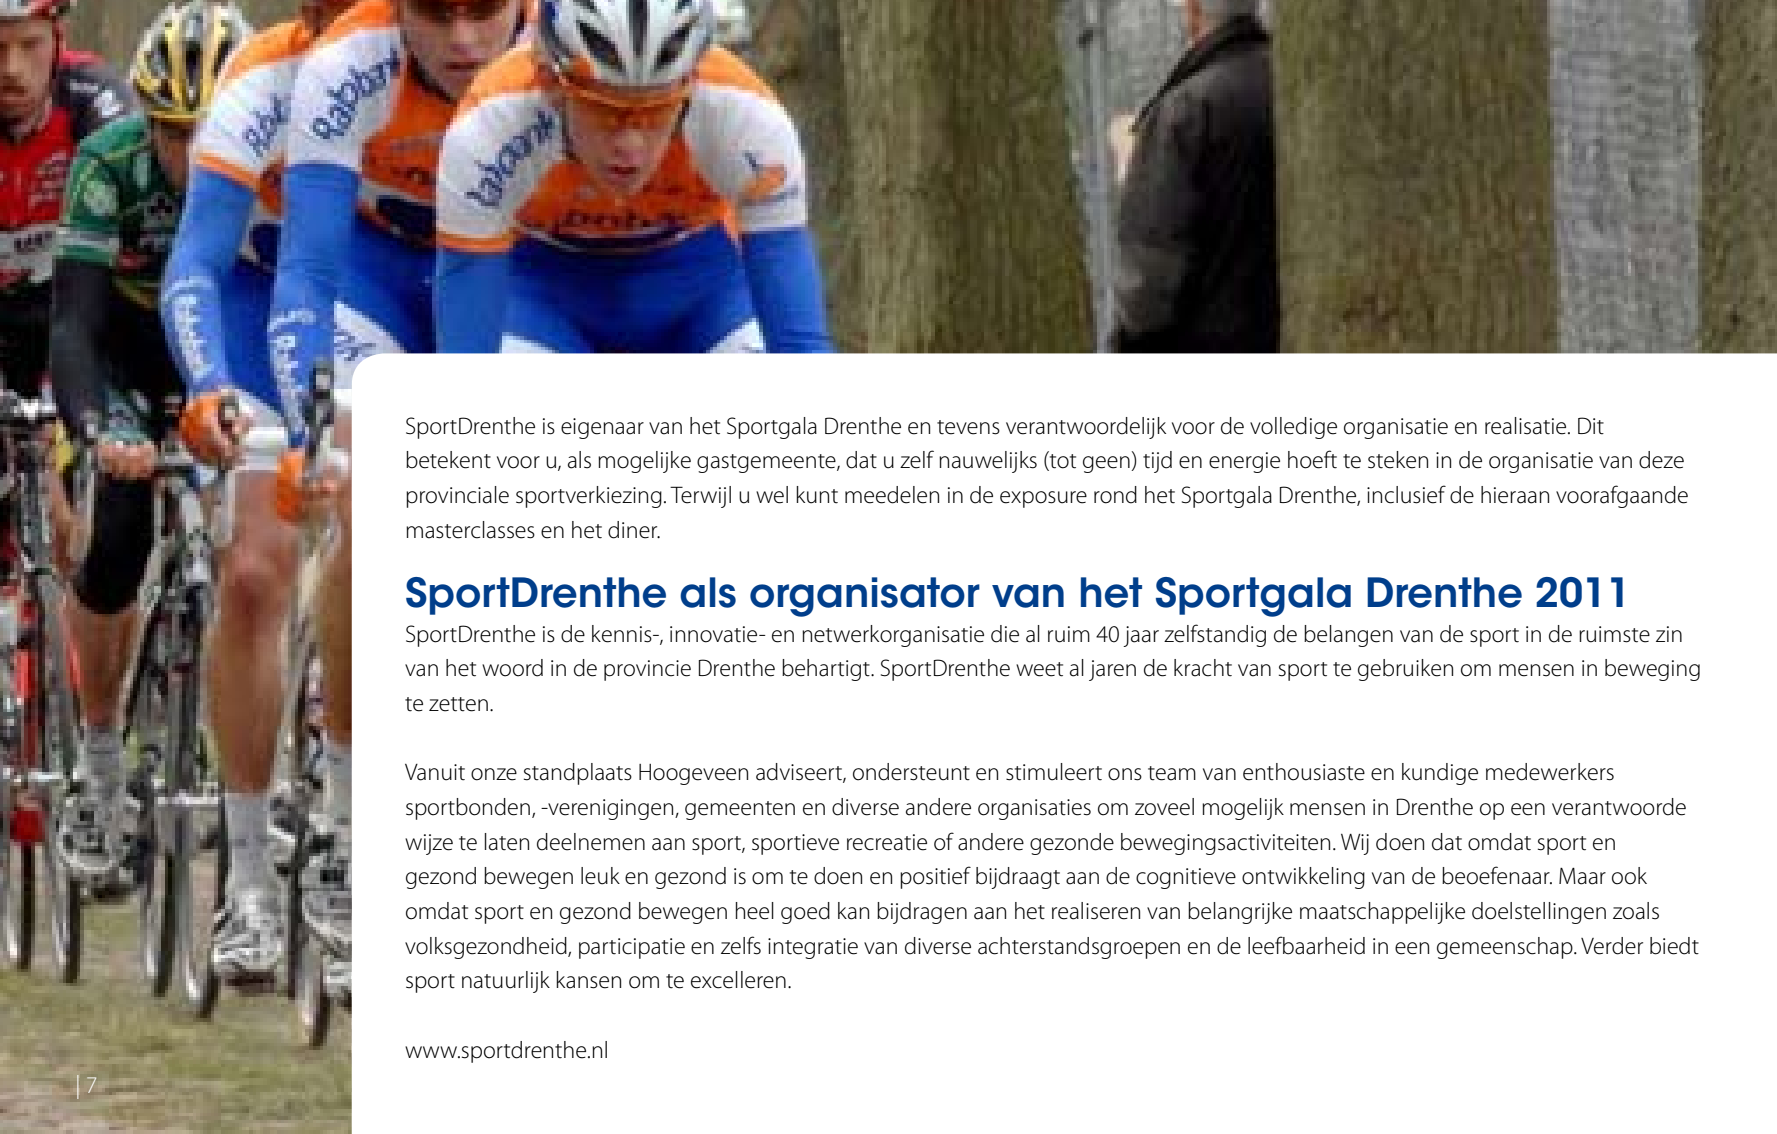 Rabobank
Rabobank
SportDrenthe is eigenaar van het Sportgala Drenthe en tevens verantwoordelijk voor de volledige organisatie en realisatie. Dit
betekent voor u, als mogelijke gastgemeente, dat u zelf nauwelijks (tot geen) tijd en energie hoeft te steken in de organisatie van deze
provinciale sportverkiezing. Terwijl u wel kunt meedelen in de exposure rond het Sportgala Drenthe, inclusief de hieraan voorafgaande
masterclasses en het diner.
SportDrenthe als organisator van het Sportgala Drenthe 2011
SportDrenthe is de kennis-, innovatie- en netwerkorganisatie die al ruim 40 jaar zelfstandig de belangen van de sport in de ruimste zin
van het woord in de provincie Drenthe behartigt. SportDrenthe weet al jaren de kracht van sport te gebruiken om mensen in beweging
te zetten.
Vanuit onze standplaats Hoogeveen adviseert, ondersteunt en stimuleert ons team van enthousiaste en kundige medewerkers
sportbonden, -verenigingen, gemeenten en diverse andere organisaties om zoveel mogelijk mensen in Drenthe op een verantwoorde
wijze te laten deelnemen aan sport, sportieve recreatie of andere gezonde bewegingsactiviteiten. Wij doen dat omdat sport en
gezond bewegen leuk en gezond is om te doen en positief bijdraagt aan de cognitieve ontwikkeling van de beoefenaar. Maar ook
omdat sport en gezond bewegen heel goed kan bijdragen aan het realiseren van belangrijke maatschappelijke doelstellingen zoals
volksgezondheid, participatie en zelfs integratie van diverse achterstandsgroepen en de leefbaarheid in een gemeenschap. Verder biedt
sport natuurlijk kansen om te excelleren.
www.sportdrenthe.nl
| 7